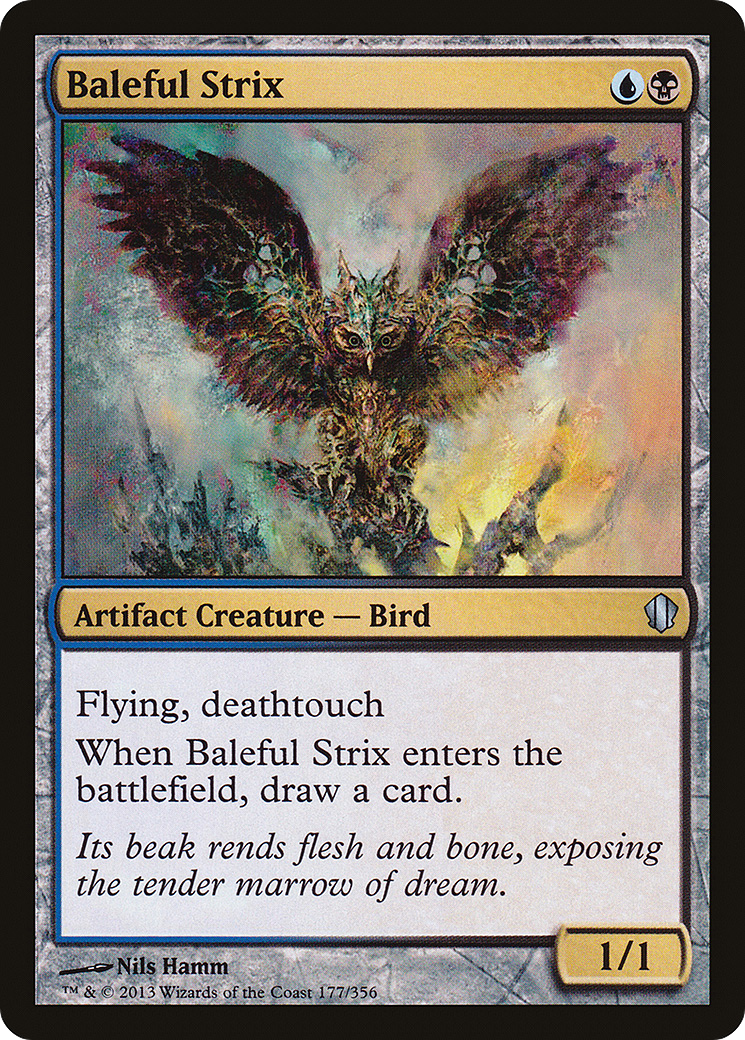 Baleful Strix
Artifact Creature — Bird
Flying, deathtouch
When Baleful Strix enters the
battlefield, draw a card.
Its beak rends flesh and bone, exposing
the tender marrow of dream.
1/1
Nils Hamm
™ & © 2013 Wizards of the Coast 177/356